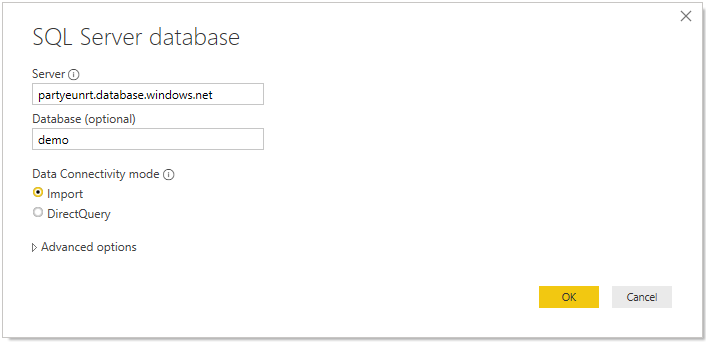 SQL Server database
Server
partyeunrt.database.windows.net
Database (optional)
demo
Data Connectivity mode
Import
DirectQuery
Advanced options
OK Cancel